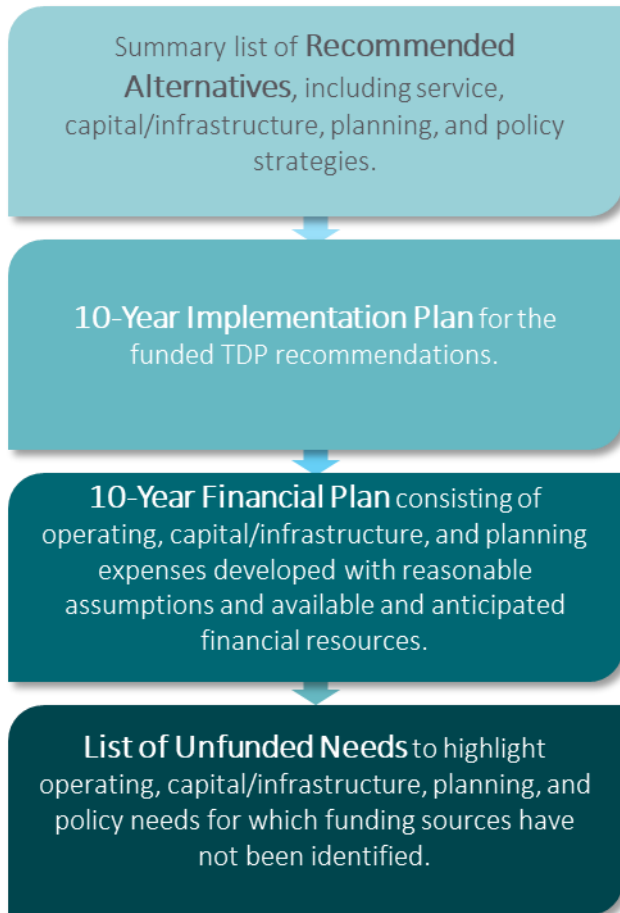 Summary list of Recommended
Alternatives, including service,
capital/infrastructure, planning, and policy
strategies.
10-Year Implementation Plan for the
funded TDP recommendations.
10-Year Financial Plan consisting of
operating, capital/infrastructure, and planning
expenses developed with reasonable
assumptions and available and anticipated
financial resources.
List of Unfunded Needs to highlight
operating, capital/infrastructure, planning, and
policy needs for which funding sources have
not been identified.